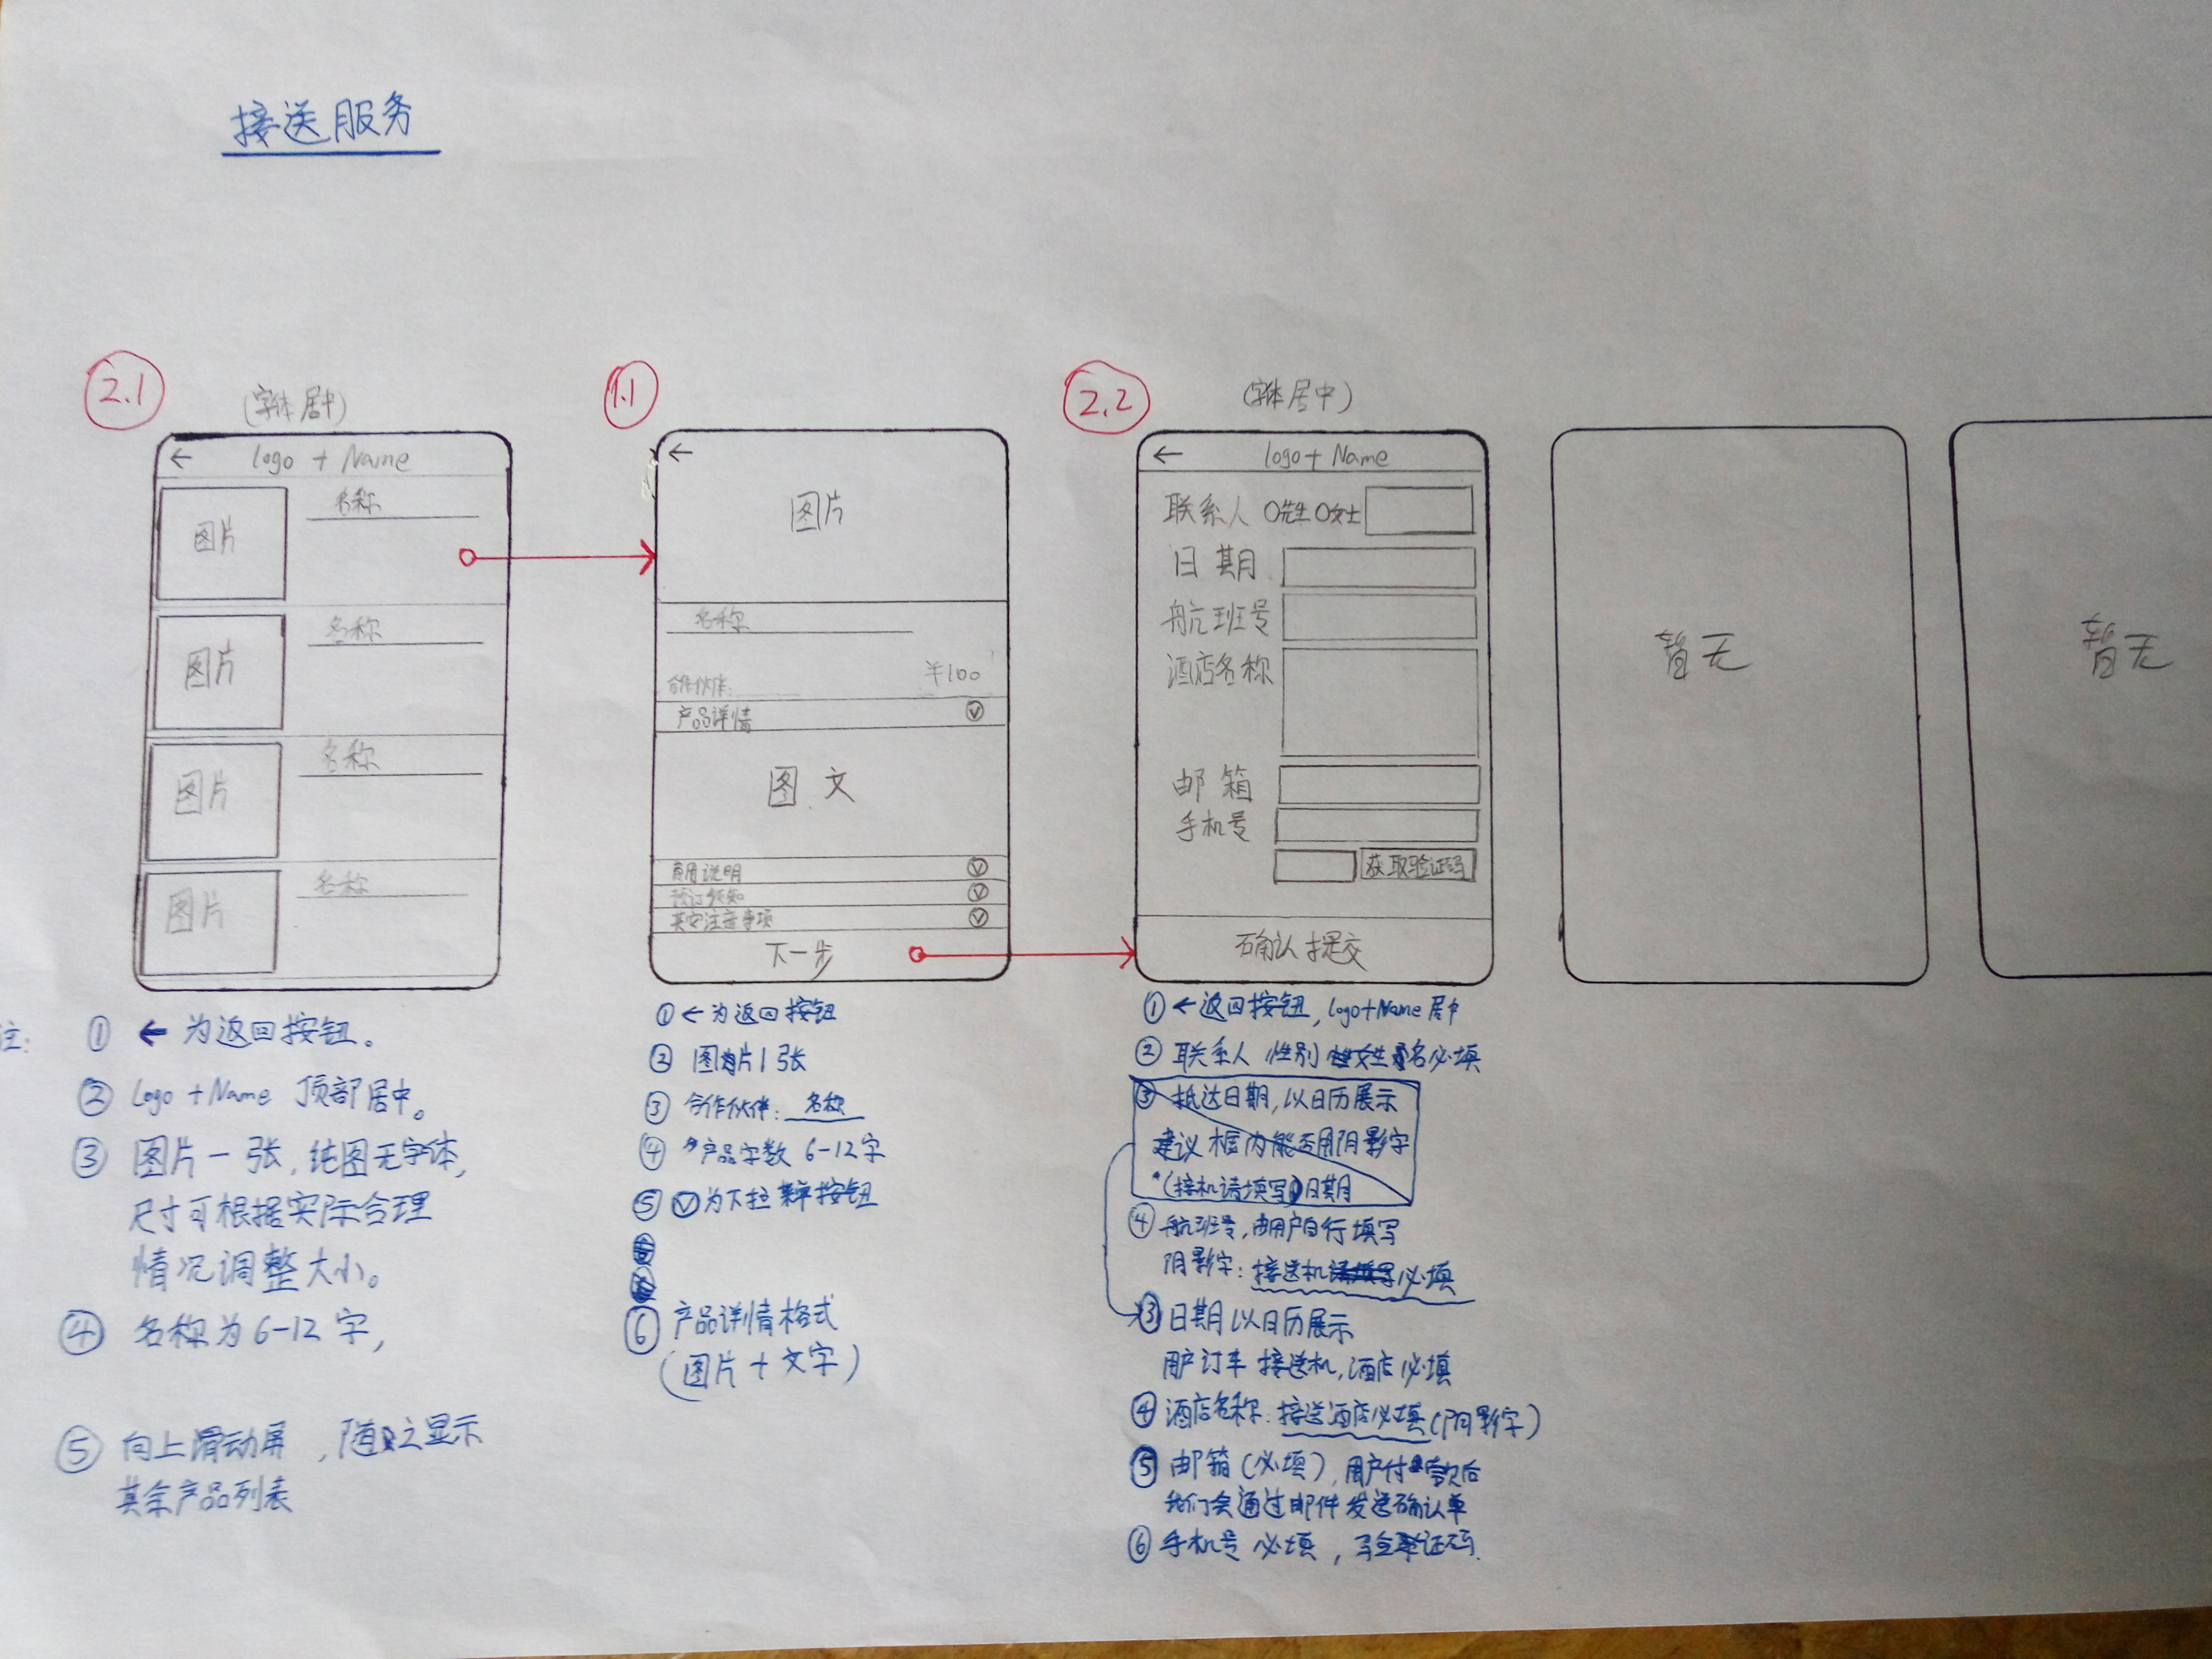 接送服务
2.1
(字体居中)
← logo + Name
图片
名称
图片
名称
图片
名称
图片
名称
注:
① ← 为返回按钮。
② logo + Name 顶部居中。
③ 图片一张, 纯图无字体,
尺寸可根据实际合理
情况调整大小。
④ 名称为 6-12 字,
⑤ 向上滑动屏, 随之显示
其余产品列表
1.1
←
图片
名称
合作伙伴: ¥100
产品详情
图文
费用说明
预订须知
其它注意事项
下一步
① ← 为返回按钮
② 图片 1 张
③ 合作伙伴: 名称
④ 产品字数 6-12 字
⑤ Ⓥ 为下拉菜单按钮
⑥ 产品详情格式
(图片 + 文字)
2.2
(字体居中)
← logo + Name
联系人 O先生 O女士
日期
航班号
酒店名称
邮箱
手机号
获取验证码
确认提交
① ← 返回按钮, logo+Name 居中
② 联系人 性别 姓名必填
③ 抵达日期, 以日历展示
建议框内能否用阴影字
(接机请填写)日期
④ 航班号, 由用户自行填写
阴影字: 接送机必填
③ 日期以日历展示
用户订车 接送机, 酒店必填
④ 酒店名称: 接送酒店必填 (阴影字)
⑤ 邮箱 (必填), 用户付款后
我们会通过邮件发送确认单
⑥ 手机号 必填,
暂无
暂无